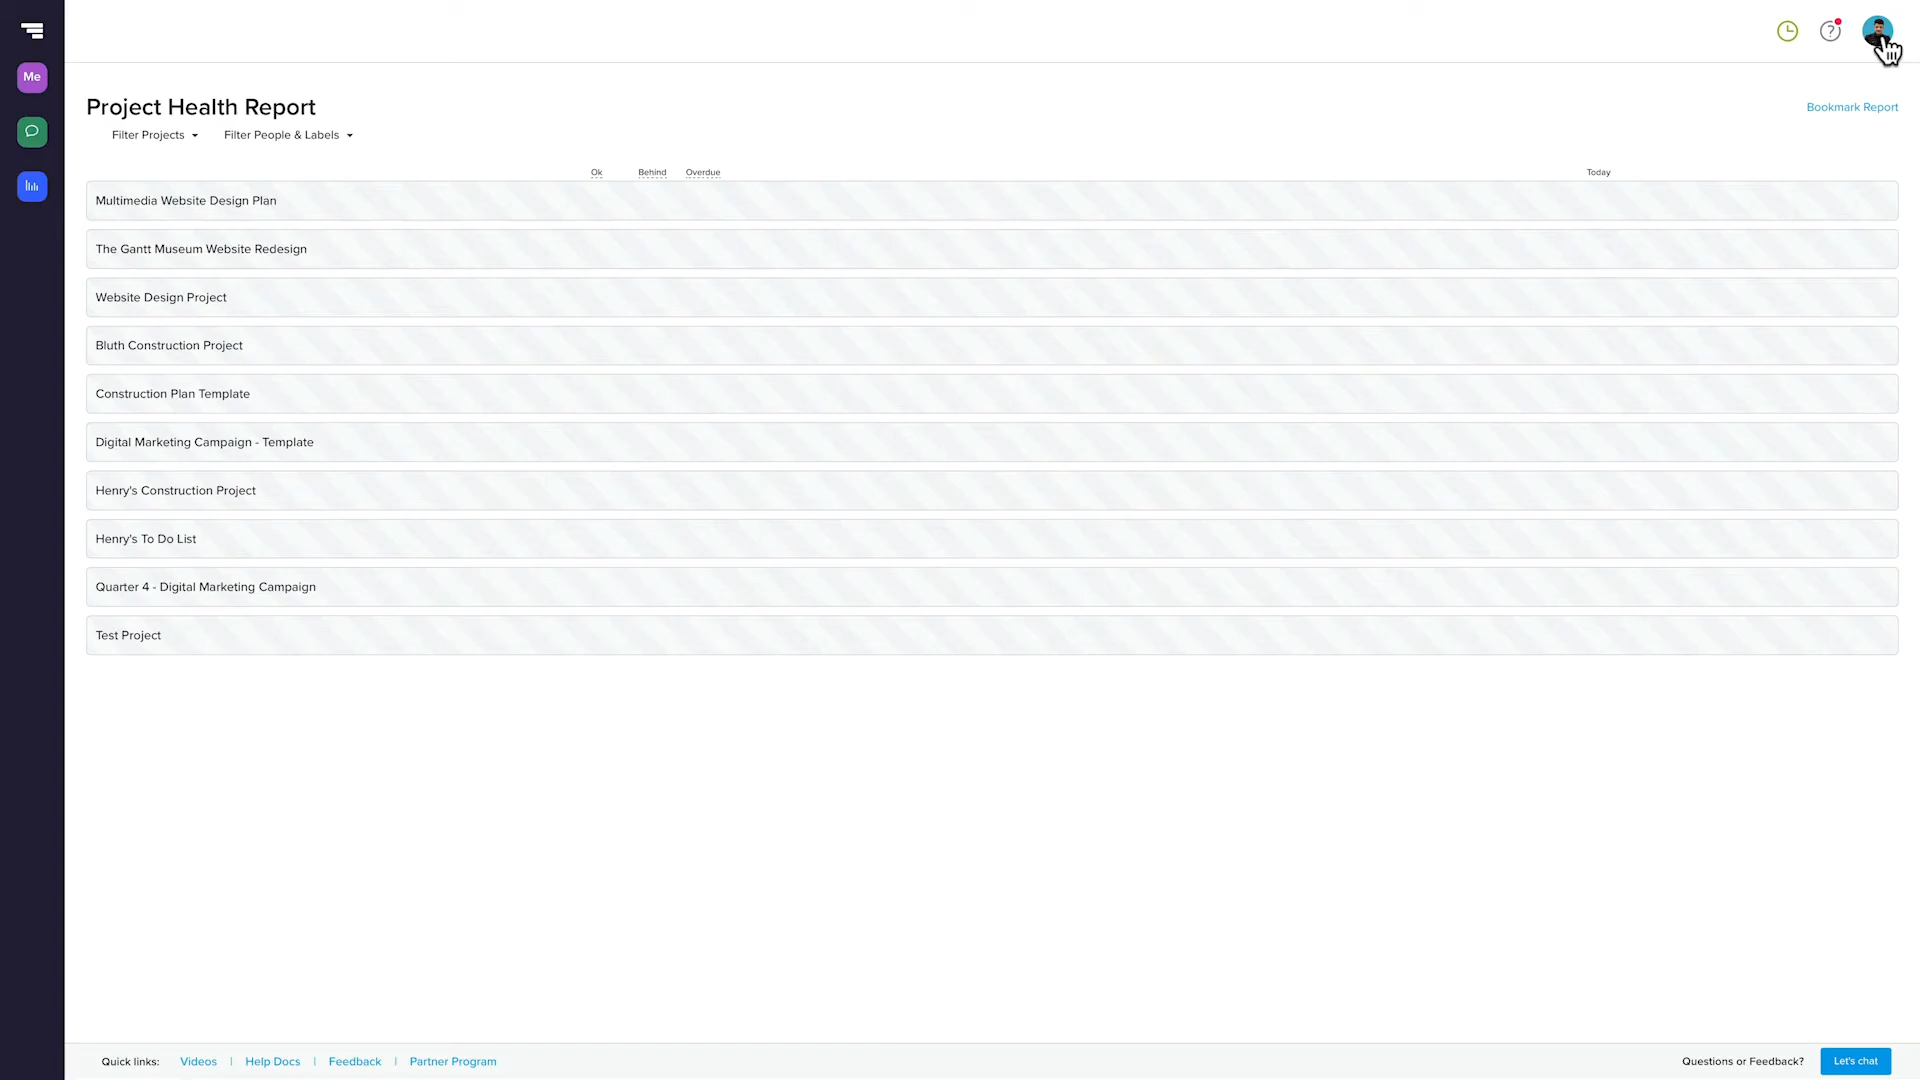 Me
Project Health Report
Bookmark Report
Filter Projects
Filter People & Labels
Ok
Behind
Overdue
Today
Multimedia Website Design Plan
The Gantt Museum Website Redesign
Website Design Project
Bluth Construction Project
Construction Plan Template
Digital Marketing Campaign - Template
Henry's Construction Project
Henry's To Do List
Quarter 4 - Digital Marketing Campaign
Test Project
Quick links: Videos | Help Docs | Feedback | Partner Program
Questions or Feedback? Let's chat